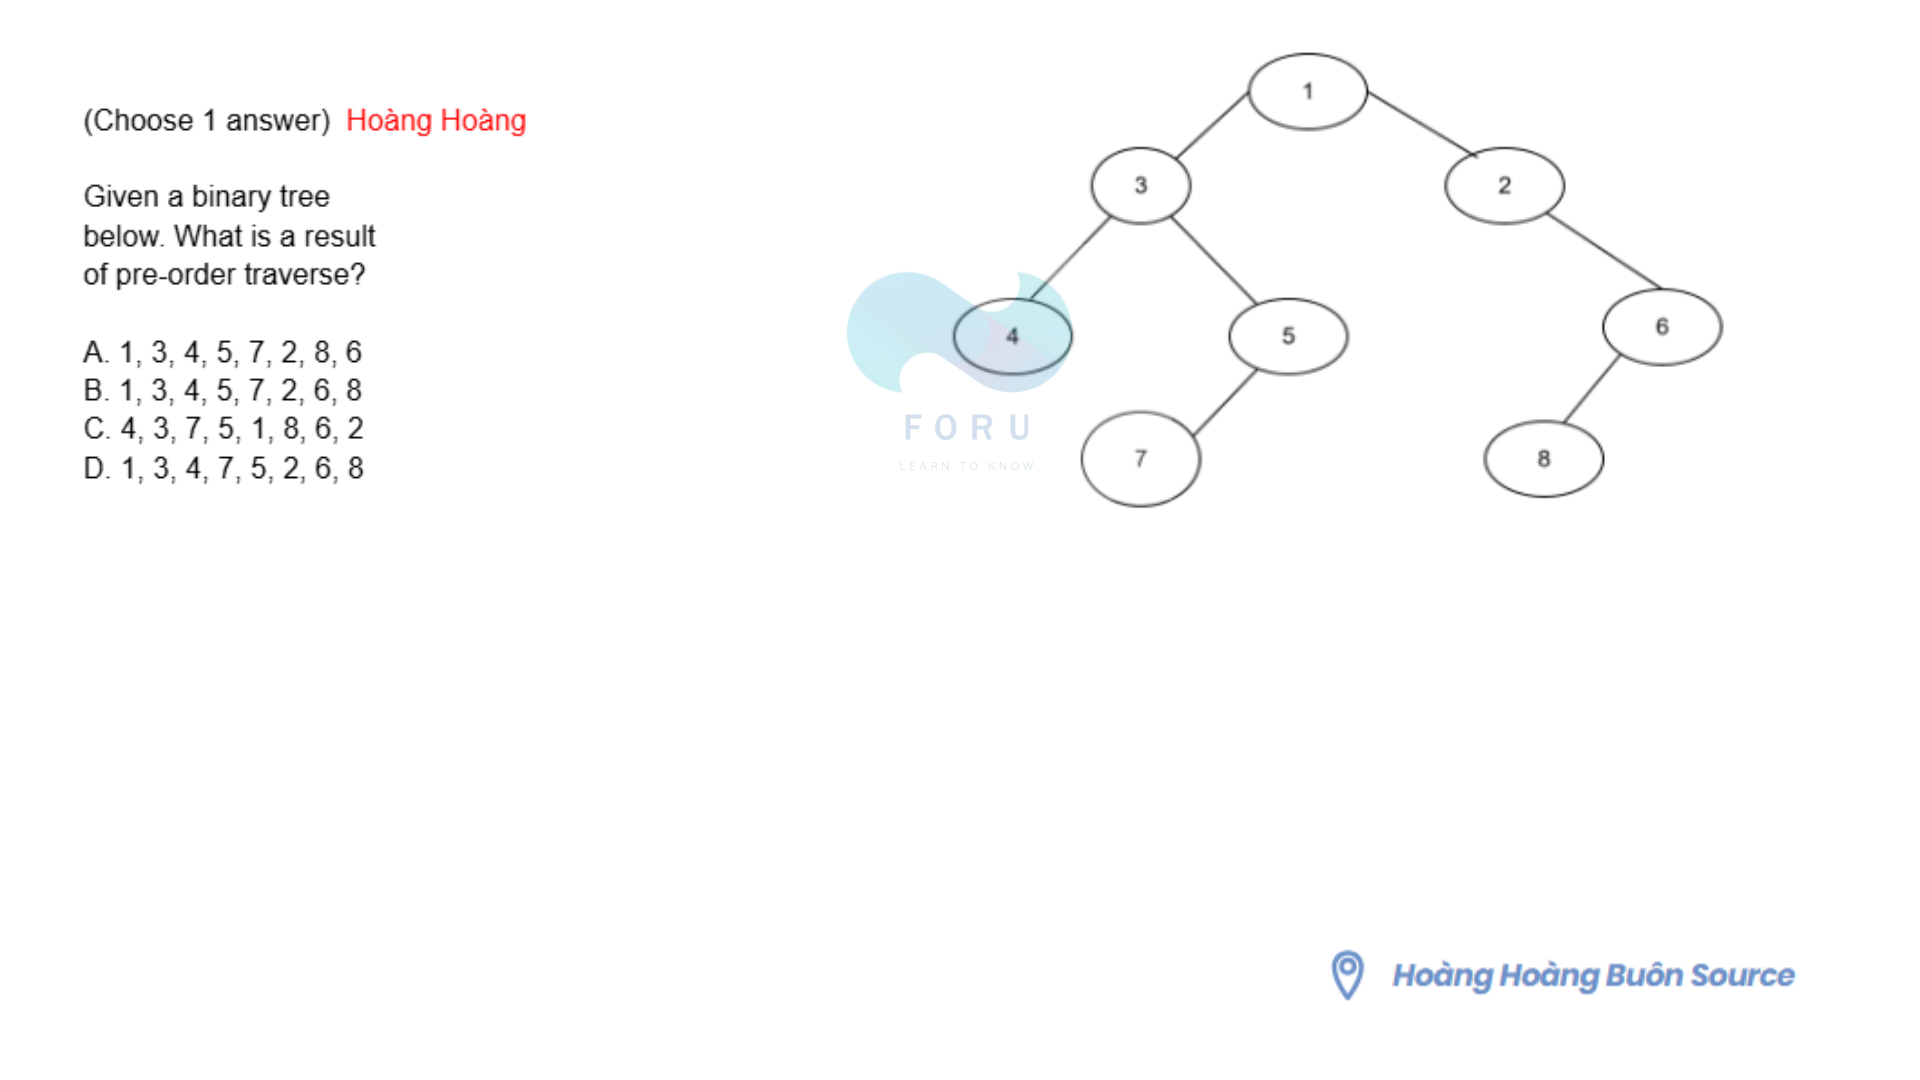 (Choose 1 answer) Hoàng Hoàng
Given a binary tree
below. What is a result
of pre-order traverse?
A. 1, 3, 4, 5, 7, 2, 8, 6
B. 1, 3, 4, 5, 7, 2, 6, 8
C. 4, 3, 7, 5, 1, 8, 6, 2
D. 1, 3, 4, 7, 5, 2, 6, 8
1
3
2
4
5
6
7
8
FORU
LEARN TO KNOW
Hoàng Hoàng Buôn Source